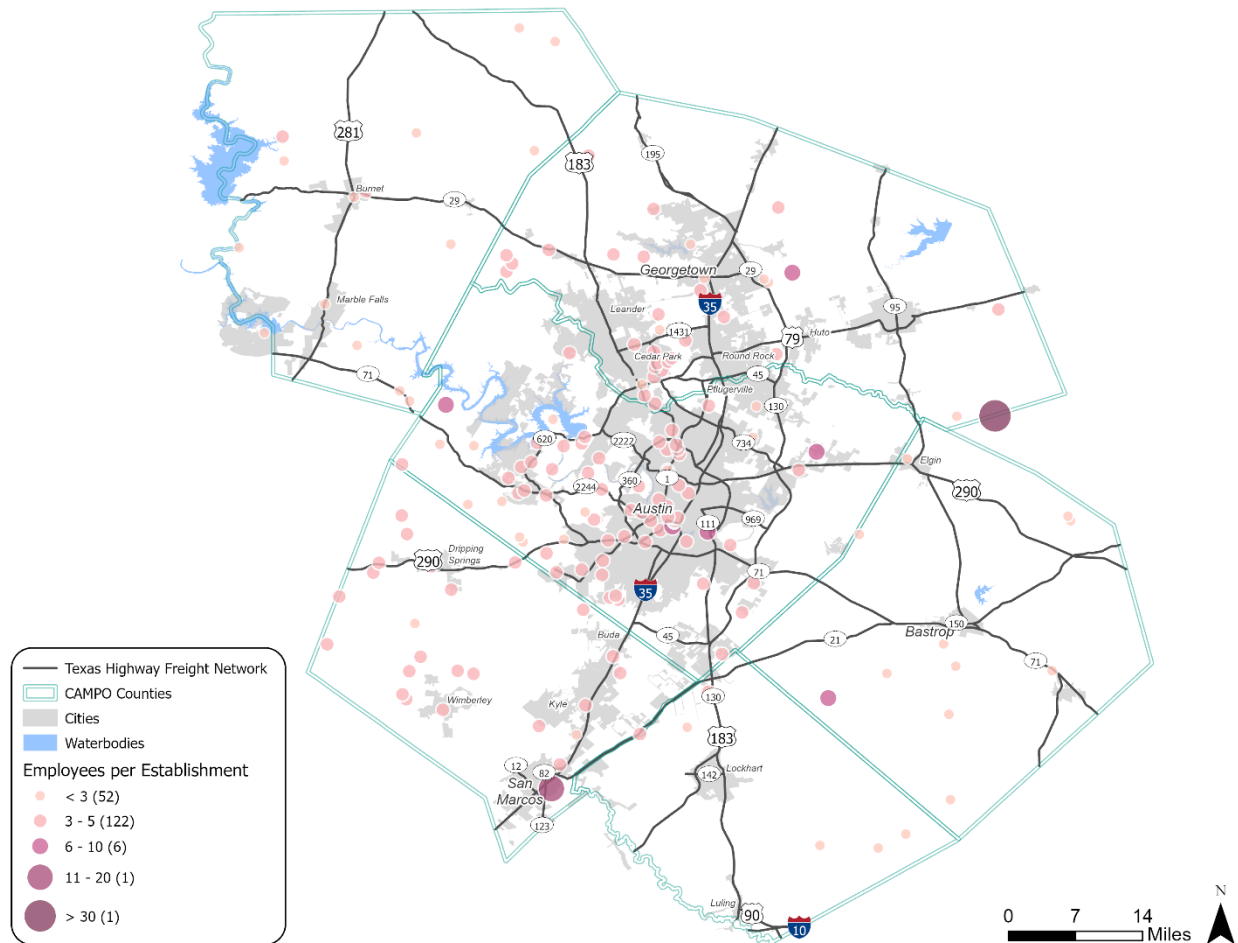 281
183
195
Burnet
29
Georgetown
29
35
Marble Falls
Leander
95
1431
79
Huto
Cedar Park
Round Rock
71
45
Pflugerville
130
620
2222
734
Elgin
360
1
2244
290
Austin
111
969
290
Dripping
Springs
71
35
Buda
45
21
150
Bastrop
71
Wimberley
Kyle
130
183
12
82
142
Lockhart
San
Marcos
123
Luling
90
10
Texas Highway Freight Network
CAMPO Counties
Cities
Waterbodies
Employees per Establishment
< 3 (52)
3 - 5 (122)
6 - 10 (6)
11 - 20 (1)
> 30 (1)
N
0 7 14
Miles